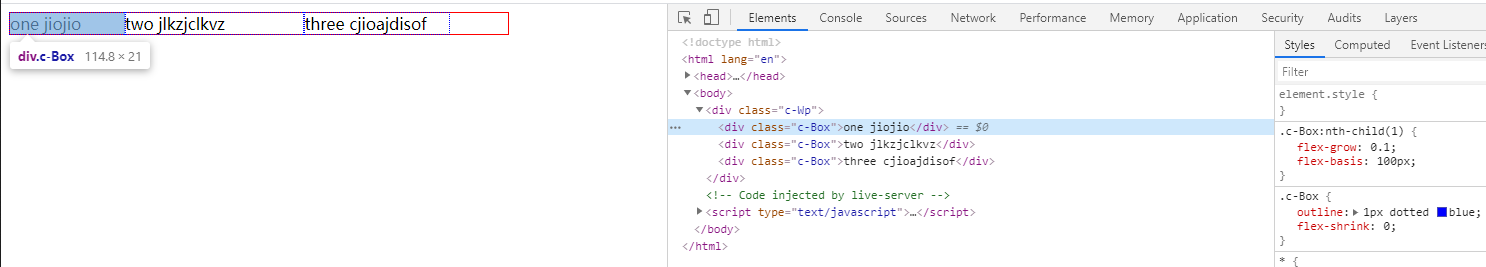 one jiojio two jlkzjclkvz three cjioajdisof
div.c-Box 114.8 × 21
Elements Console Sources Network Performance Memory Application Security Audits Layers
<!doctype html>
<html lang="en">
▶<head>…</head>
▼<body>
▼<div class="c-Wp">
… <div class="c-Box">one jiojio</div> == $0
<div class="c-Box">two jlkzjclkvz</div>
<div class="c-Box">three cjioajdisof</div>
</div>
<!-- Code injected by live-server -->
▶<script type="text/javascript">…</script>
</body>
</html>
Styles Computed Event Listeners
Filter
element.style {
}
.c-Box:nth-child(1) {
flex-grow: 0.1;
flex-basis: 100px;
}
.c-Box {
outline:▶1px dotted blue;
flex-shrink: 0;
}
* {